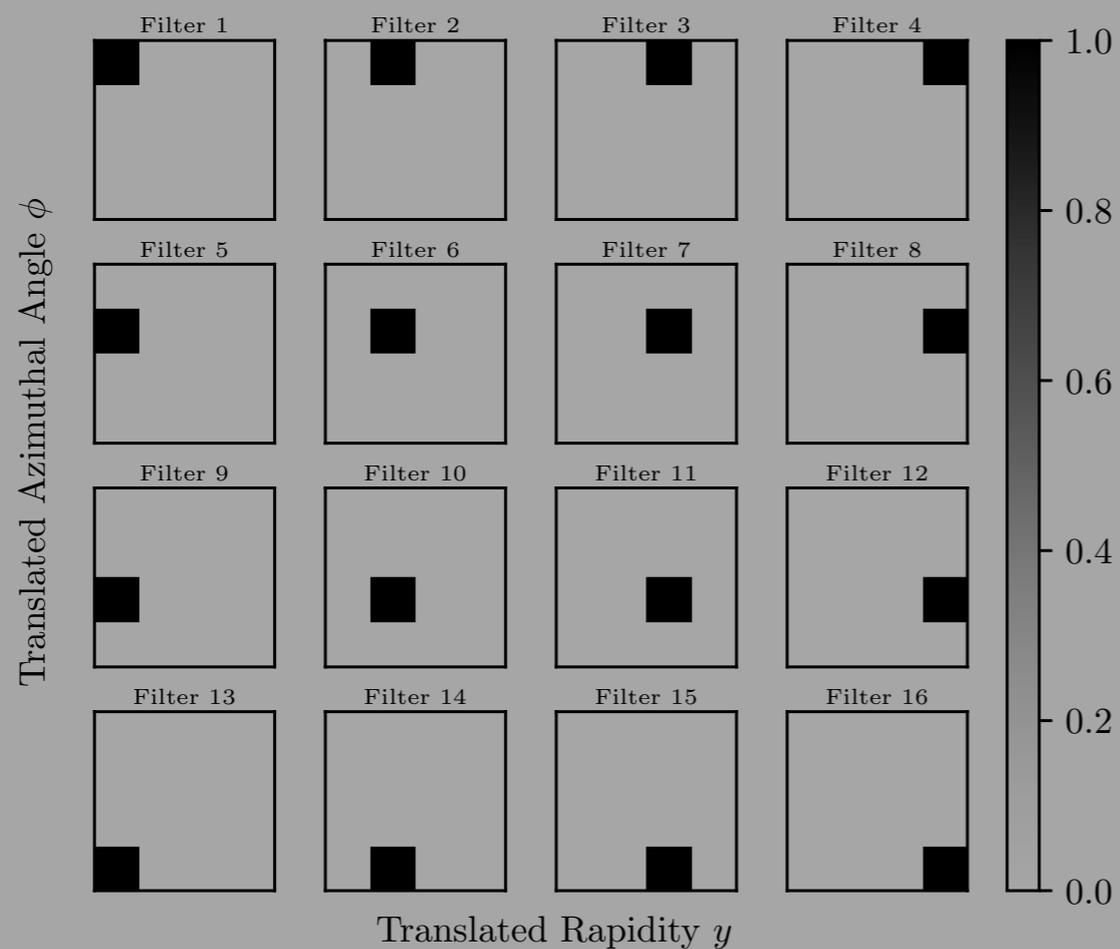 Filter 1 Filter 2 Filter 3 Filter 4
Filter 5 Filter 6 Filter 7 Filter 8
Filter 9 Filter 10 Filter 11 Filter 12
Filter 13 Filter 14 Filter 15 Filter 16
Translated Azimuthal Angle ϕ
Translated Rapidity y
1.0
0.8
0.6
0.4
0.2
0.0